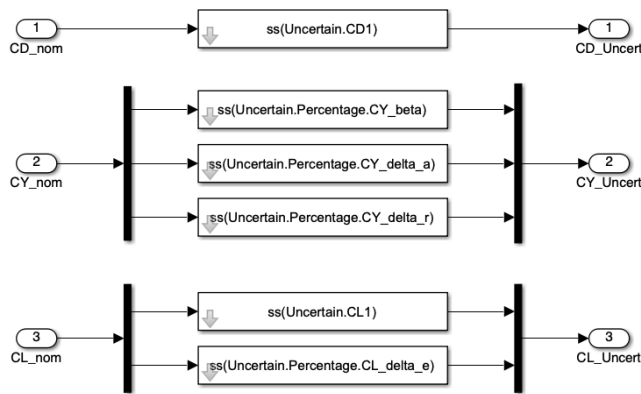 1
CD_nom
ss(Uncertain.CD1)
1
CD_Uncert
ss(Uncertain.Percentage.CY_beta)
2
CY_nom
ss(Uncertain.Percentage.CY_delta_a)
2
CY_Uncert
ss(Uncertain.Percentage.CY_delta_r)
ss(Uncertain.CL1)
3
CL_nom
3
CL_Uncert
ss(Uncertain.Percentage.CL_delta_e)